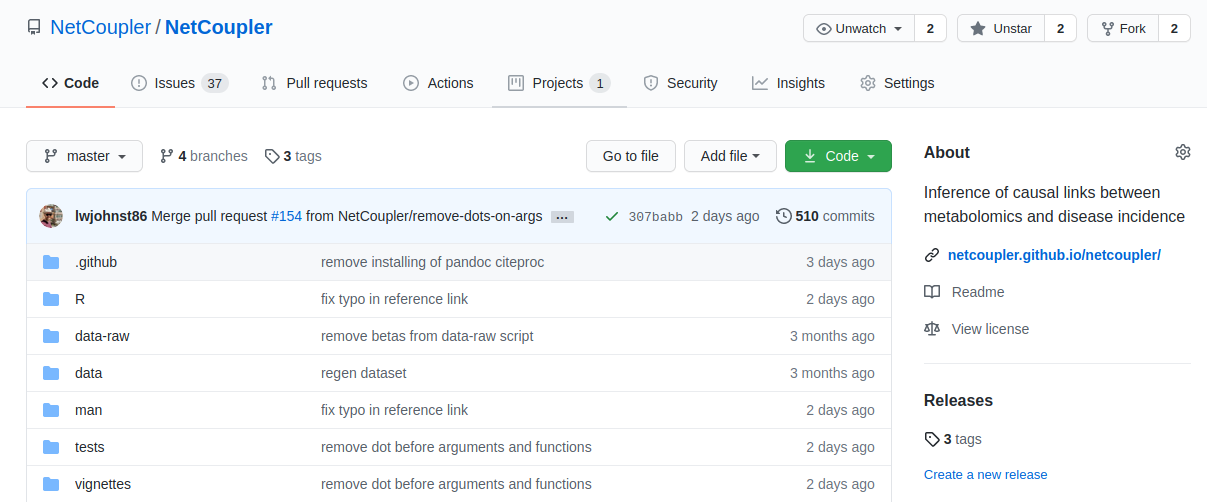 NetCoupler / NetCoupler
Unwatch 2 Unstar 2 Fork 2
Code Issues 37 Pull requests Actions Projects 1 Security Insights Settings
master 4 branches 3 tags Go to file Add file Code
lwjohnst86 Merge pull request #154 from NetCoupler/remove-dots-on-args ... 307babb 2 days ago 510 commits
.github remove installing of pandoc citeproc 3 days ago
R fix typo in reference link 2 days ago
data-raw remove betas from data-raw script 3 months ago
data regen dataset 3 months ago
man fix typo in reference link 2 days ago
tests remove dot before arguments and functions 2 days ago
vignettes remove dot before arguments and functions 2 days ago
About
Inference of causal links between
metabolomics and disease incidence
netcoupler.github.io/netcoupler/
Readme
View license
Releases
3 tags
Create a new release